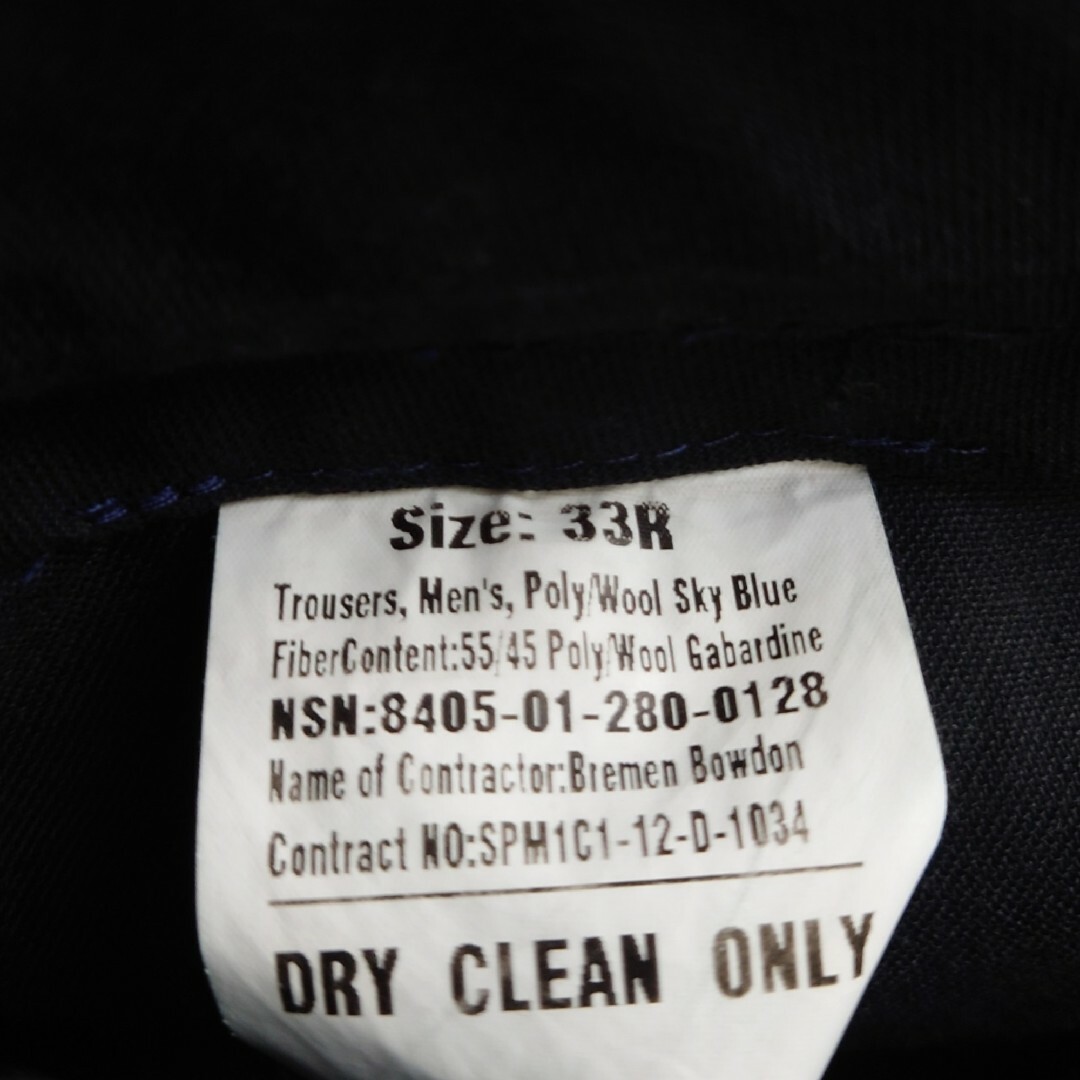 Size: 33R
Trousers, Men's, Poly/Wool Sky Blue
FiberContent:55/45 Poly/Wool Gabardine
NSN:8405-01-280-0128
Name of Contractor:Bremen Bowdon
Contract NO:SPM1C1-12-D-1034
DRY CLEAN ONLY